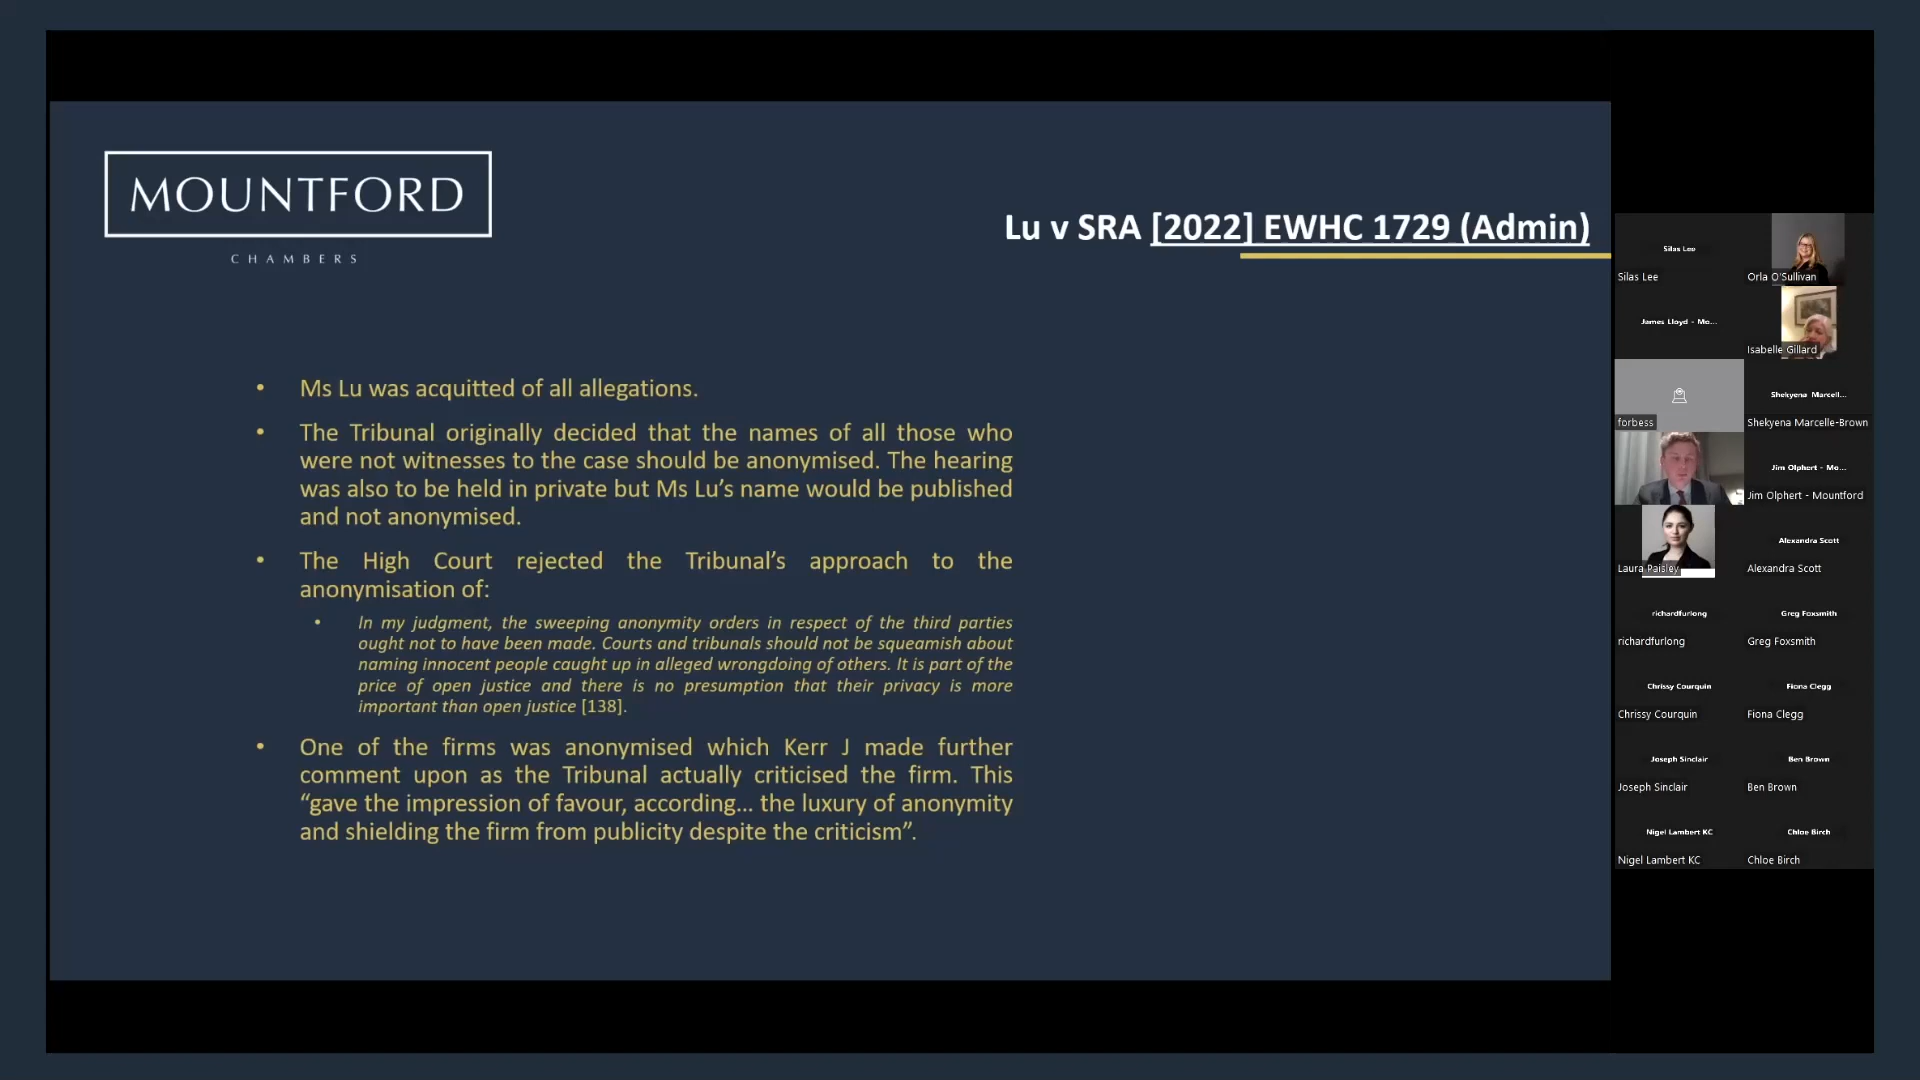 MOUNTFORD
CHAMBERS
Lu v SRA [2022] EWHC 1729 (Admin)
• Ms Lu was acquitted of all allegations.
• The Tribunal originally decided that the names of all those who
were not witnesses to the case should be anonymised. The hearing
was also to be held in private but Ms Lu’s name would be published
and not anonymised.
• The High Court rejected the Tribunal’s approach to the
anonymisation of:
• In my judgment, the sweeping anonymity orders in respect of the third parties
ought not to have been made. Courts and tribunals should not be squeamish about
naming innocent people caught up in alleged wrongdoing of others. It is part of the
price of open justice and there is no presumption that their privacy is more
important than open justice [138].
• One of the firms was anonymised which Kerr J made further
comment upon as the Tribunal actually criticised the firm. This
“gave the impression of favour, according… the luxury of anonymity
and shielding the firm from publicity despite the criticism”.
Silas Lee
Silas Lee
Orla O'Sullivan
James Lloyd - Mo...
Isabelle Gillard
forbess
Shekyena Marcell...
Shekyena Marcelle-Brown
Jim Olphert - Mo...
Jim Olphert - Mountford
Laura Paisley
Alexandra Scott
Alexandra Scott
richardfurlong
richardfurlong
Greg Foxsmith
Greg Foxsmith
Chrissy Courquin
Chrissy Courquin
Fiona Clegg
Fiona Clegg
Joseph Sinclair
Joseph Sinclair
Ben Brown
Ben Brown
Nigel Lambert KC
Nigel Lambert KC
Chloe Birch
Chloe Birch